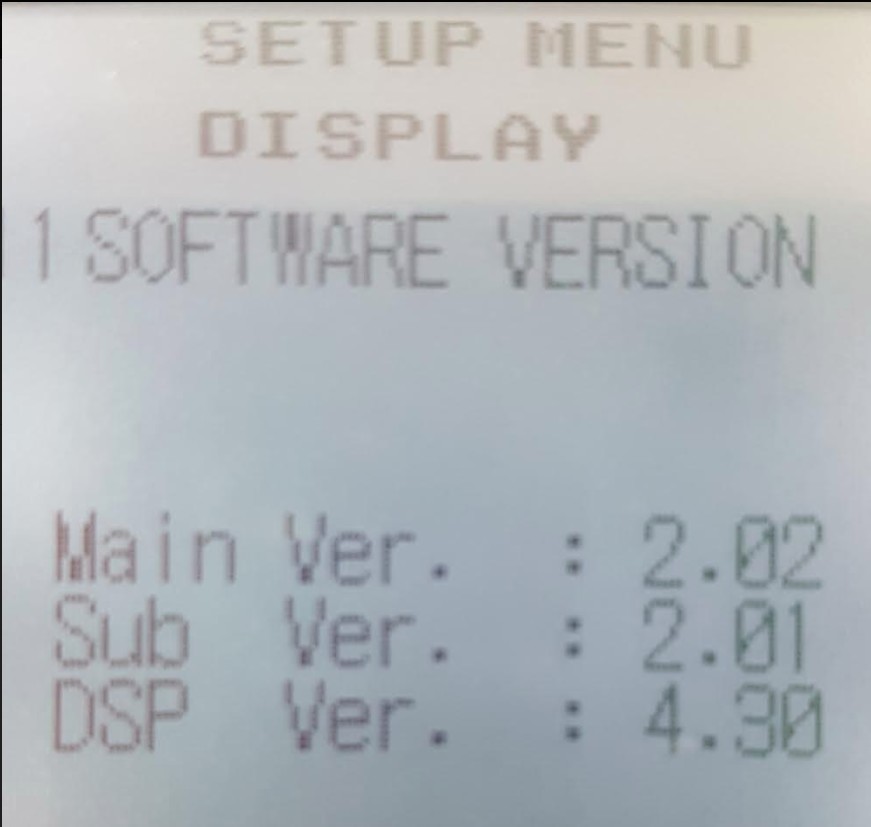 SETUP MENU
DISPLAY
1 SOFTWARE VERSION
Main Ver. : 2.02
Sub Ver. : 2.01
DSP Ver. : 4.30